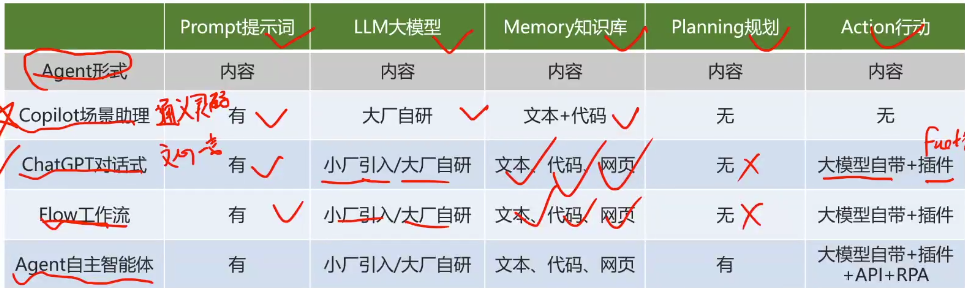 Prompt提示词 LLM大模型 Memory知识库 Planning规划 Action行动
Agent形式 内容 内容 内容 内容 内容
Copilot场景助理 通义灵码 有 大厂自研 文本+代码 无 无
ChatGPT对话式 文心一言 有 小厂引入/大厂自研 文本、代码、网页 无 大模型自带+插件
Flow工作流 有 小厂引入/大厂自研 文本、代码、网页 无 大模型自带+插件
Agent自主智能体 有 小厂引入/大厂自研 文本、代码、网页 有 大模型自带+插件
+API+RPA